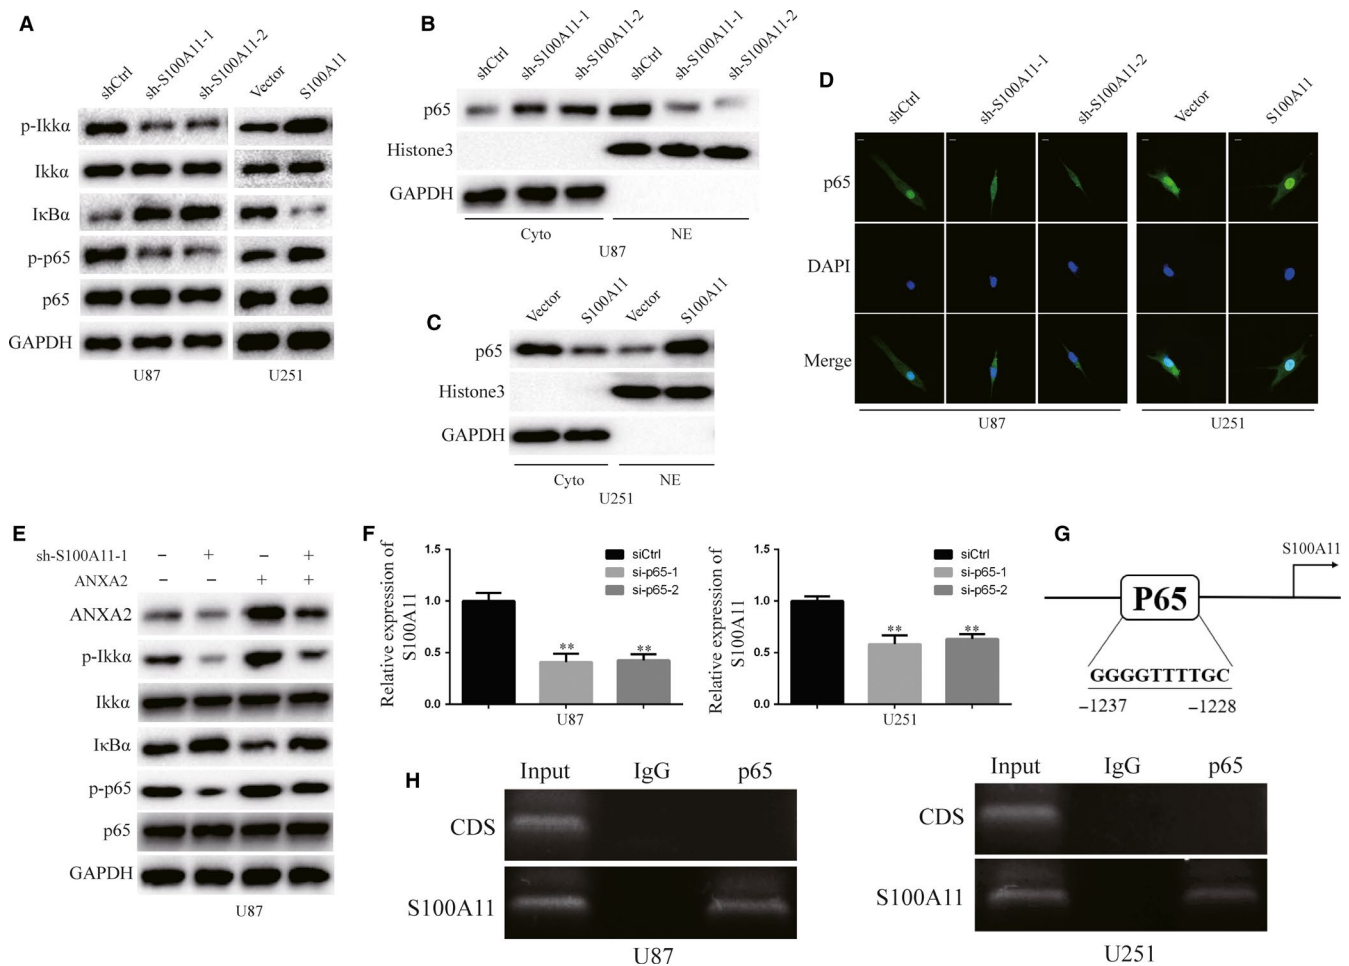 A
shCtrl
sh-S100A11-1
sh-S100A11-2
Vector
S100A11
p-Ikkα
Ikkα
IκBα
p-p65
p65
GAPDH
U87
U251
B
shCtrl
sh-S100A11-1
sh-S100A11-2
shCtrl
sh-S100A11-1
sh-S100A11-2
p65
Histone3
GAPDH
Cyto
NE
U87
C
Vector
S100A11
Vector
S100A11
p65
Histone3
GAPDH
Cyto
NE
U251
D
shCtrl
sh-S100A11-1
sh-S100A11-2
Vector
S100A11
p65
DAPI
Merge
U87
U251
E
sh-S100A11-1 − + − +
ANXA2 − − + +
ANXA2
p-Ikkα
Ikkα
IκBα
p-p65
p65
GAPDH
U87
F
Relative expression of
S100A11
1.5
1.0
0.5
0.0
siCtrl
si-p65-1
si-p65-2
**
**
U87
Relative expression of
S100A11
1.5
1.0
0.5
0.0
siCtrl
si-p65-1
si-p65-2
**
**
U251
G
S100A11
P65
GGGGTTTTGC
−1237
−1228
H
Input IgG p65
CDS
S100A11
U87
Input IgG p65
CDS
S100A11
U251